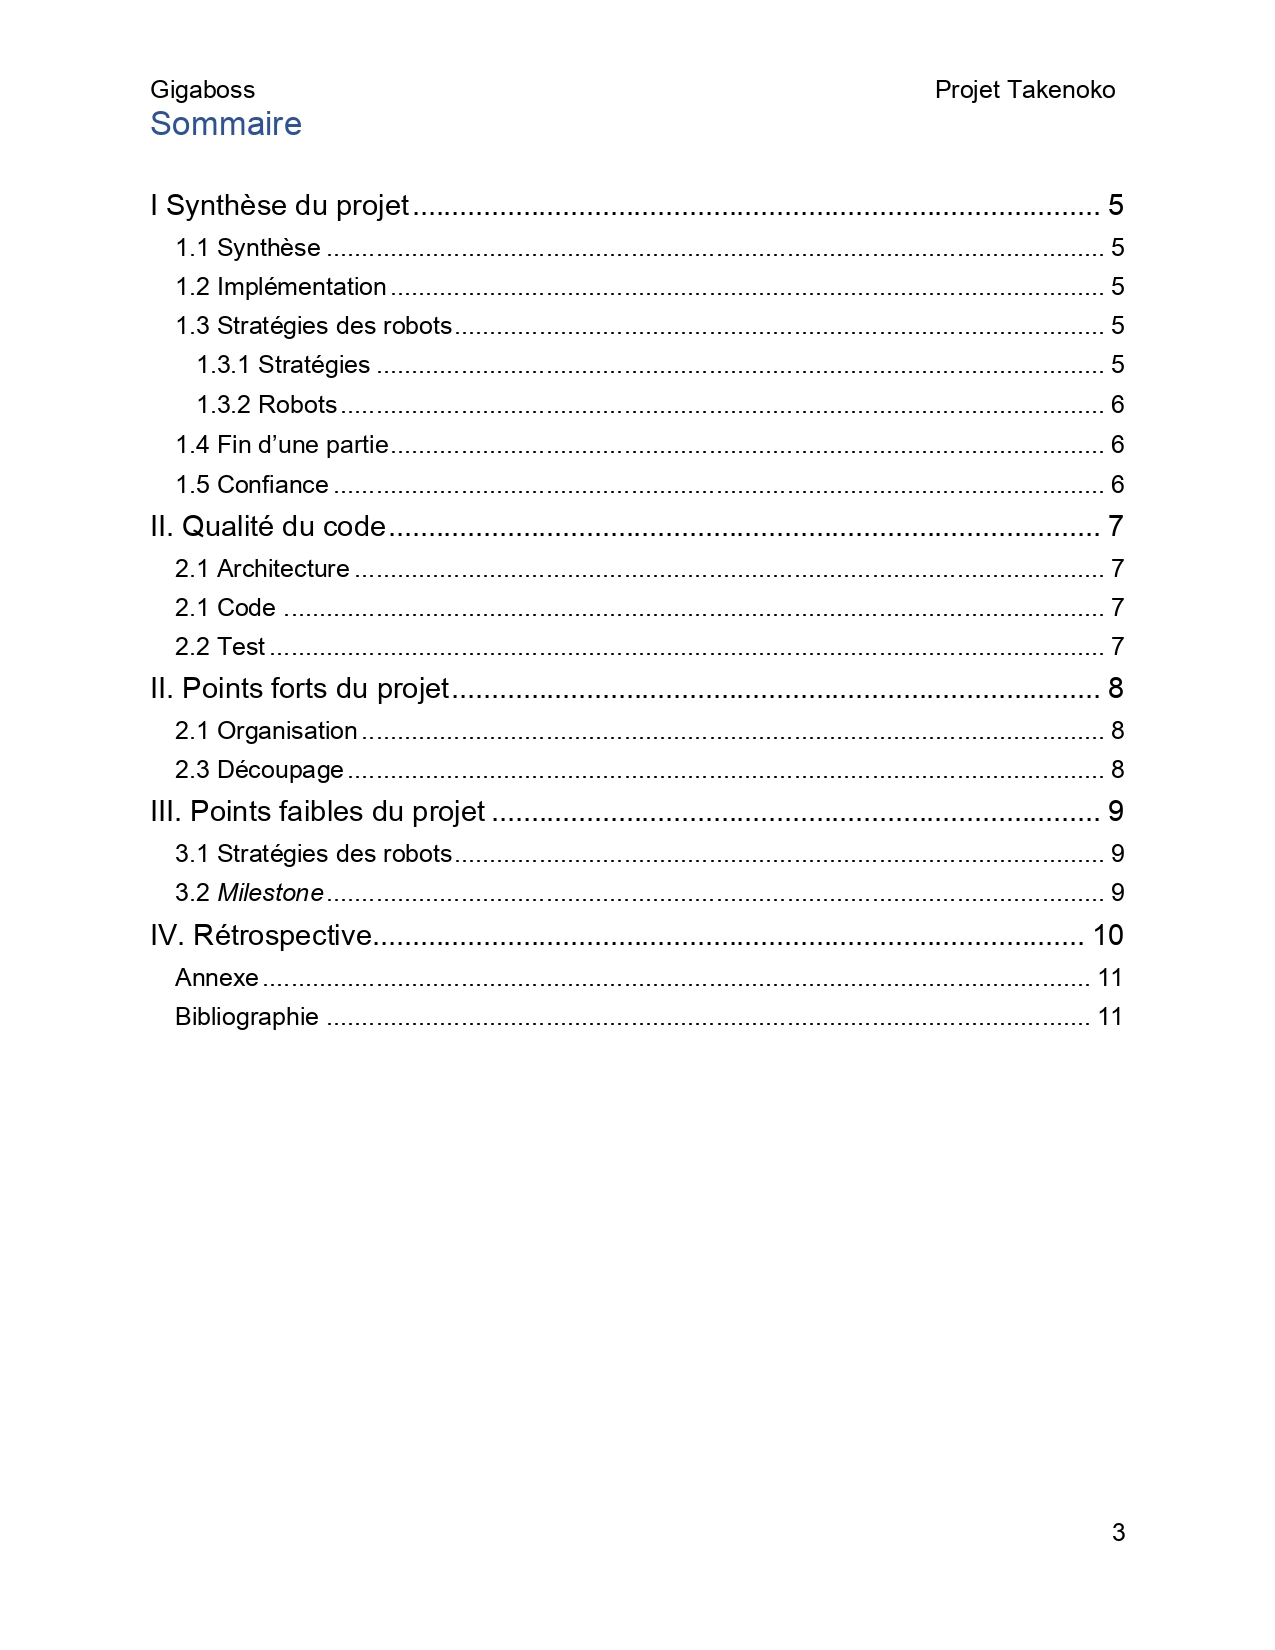 Gigaboss Projet Takenoko
Sommaire
I Synthèse du projet ........ 5
1.1 Synthèse ........ 5
1.2 Implémentation ........ 5
1.3 Stratégies des robots ........ 5
1.3.1 Stratégies ........ 5
1.3.2 Robots ........ 6
1.4 Fin d’une partie ........ 6
1.5 Confiance ........ 6
II. Qualité du code ........ 7
2.1 Architecture ........ 7
2.1 Code ........ 7
2.2 Test ........ 7
II. Points forts du projet ........ 8
2.1 Organisation ........ 8
2.3 Découpage ........ 8
III. Points faibles du projet ........ 9
3.1 Stratégies des robots ........ 9
3.2 Milestone ........ 9
IV. Rétrospective ........ 10
Annexe ........ 11
Bibliographie ........ 11
3